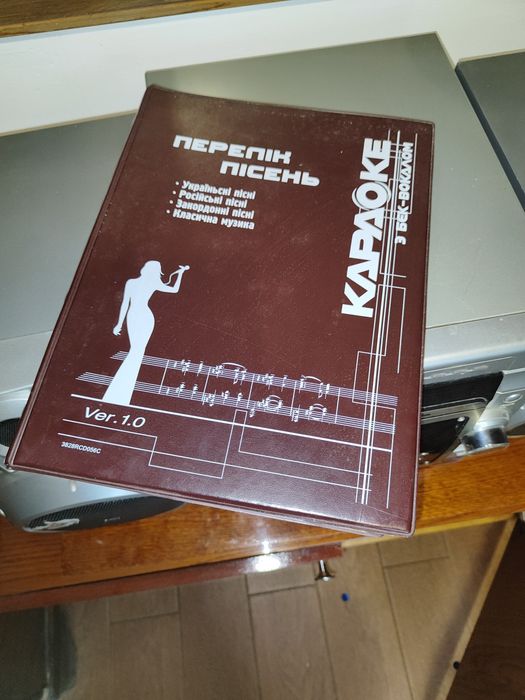 ПЕРЕЛІК
ПІСЕНЬ
· Українські пісні
· Російські пісні
· Закордонні пісні
· Класична музика
КАРАОКЕ
З БЕК-ВОКАЛОМ
Ver.1.0
3828RCD056C